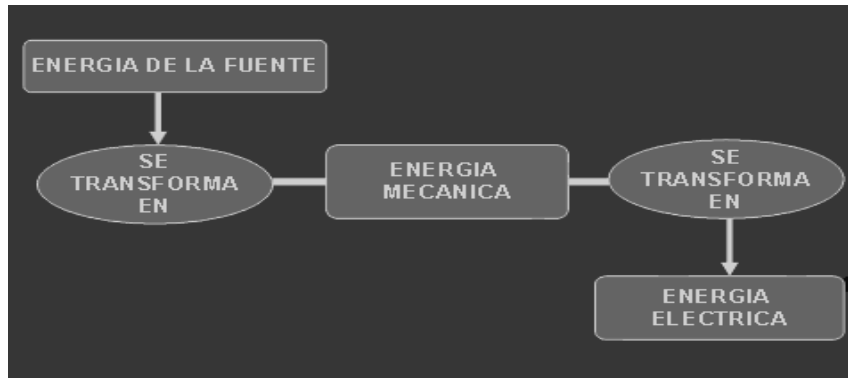 ENERGIA DE LA FUENTE
SE
TRANSFORMA
EN
ENERGIA
MECANICA
SE
TRANSFORMA
EN
ENERGIA
ELECTRICA